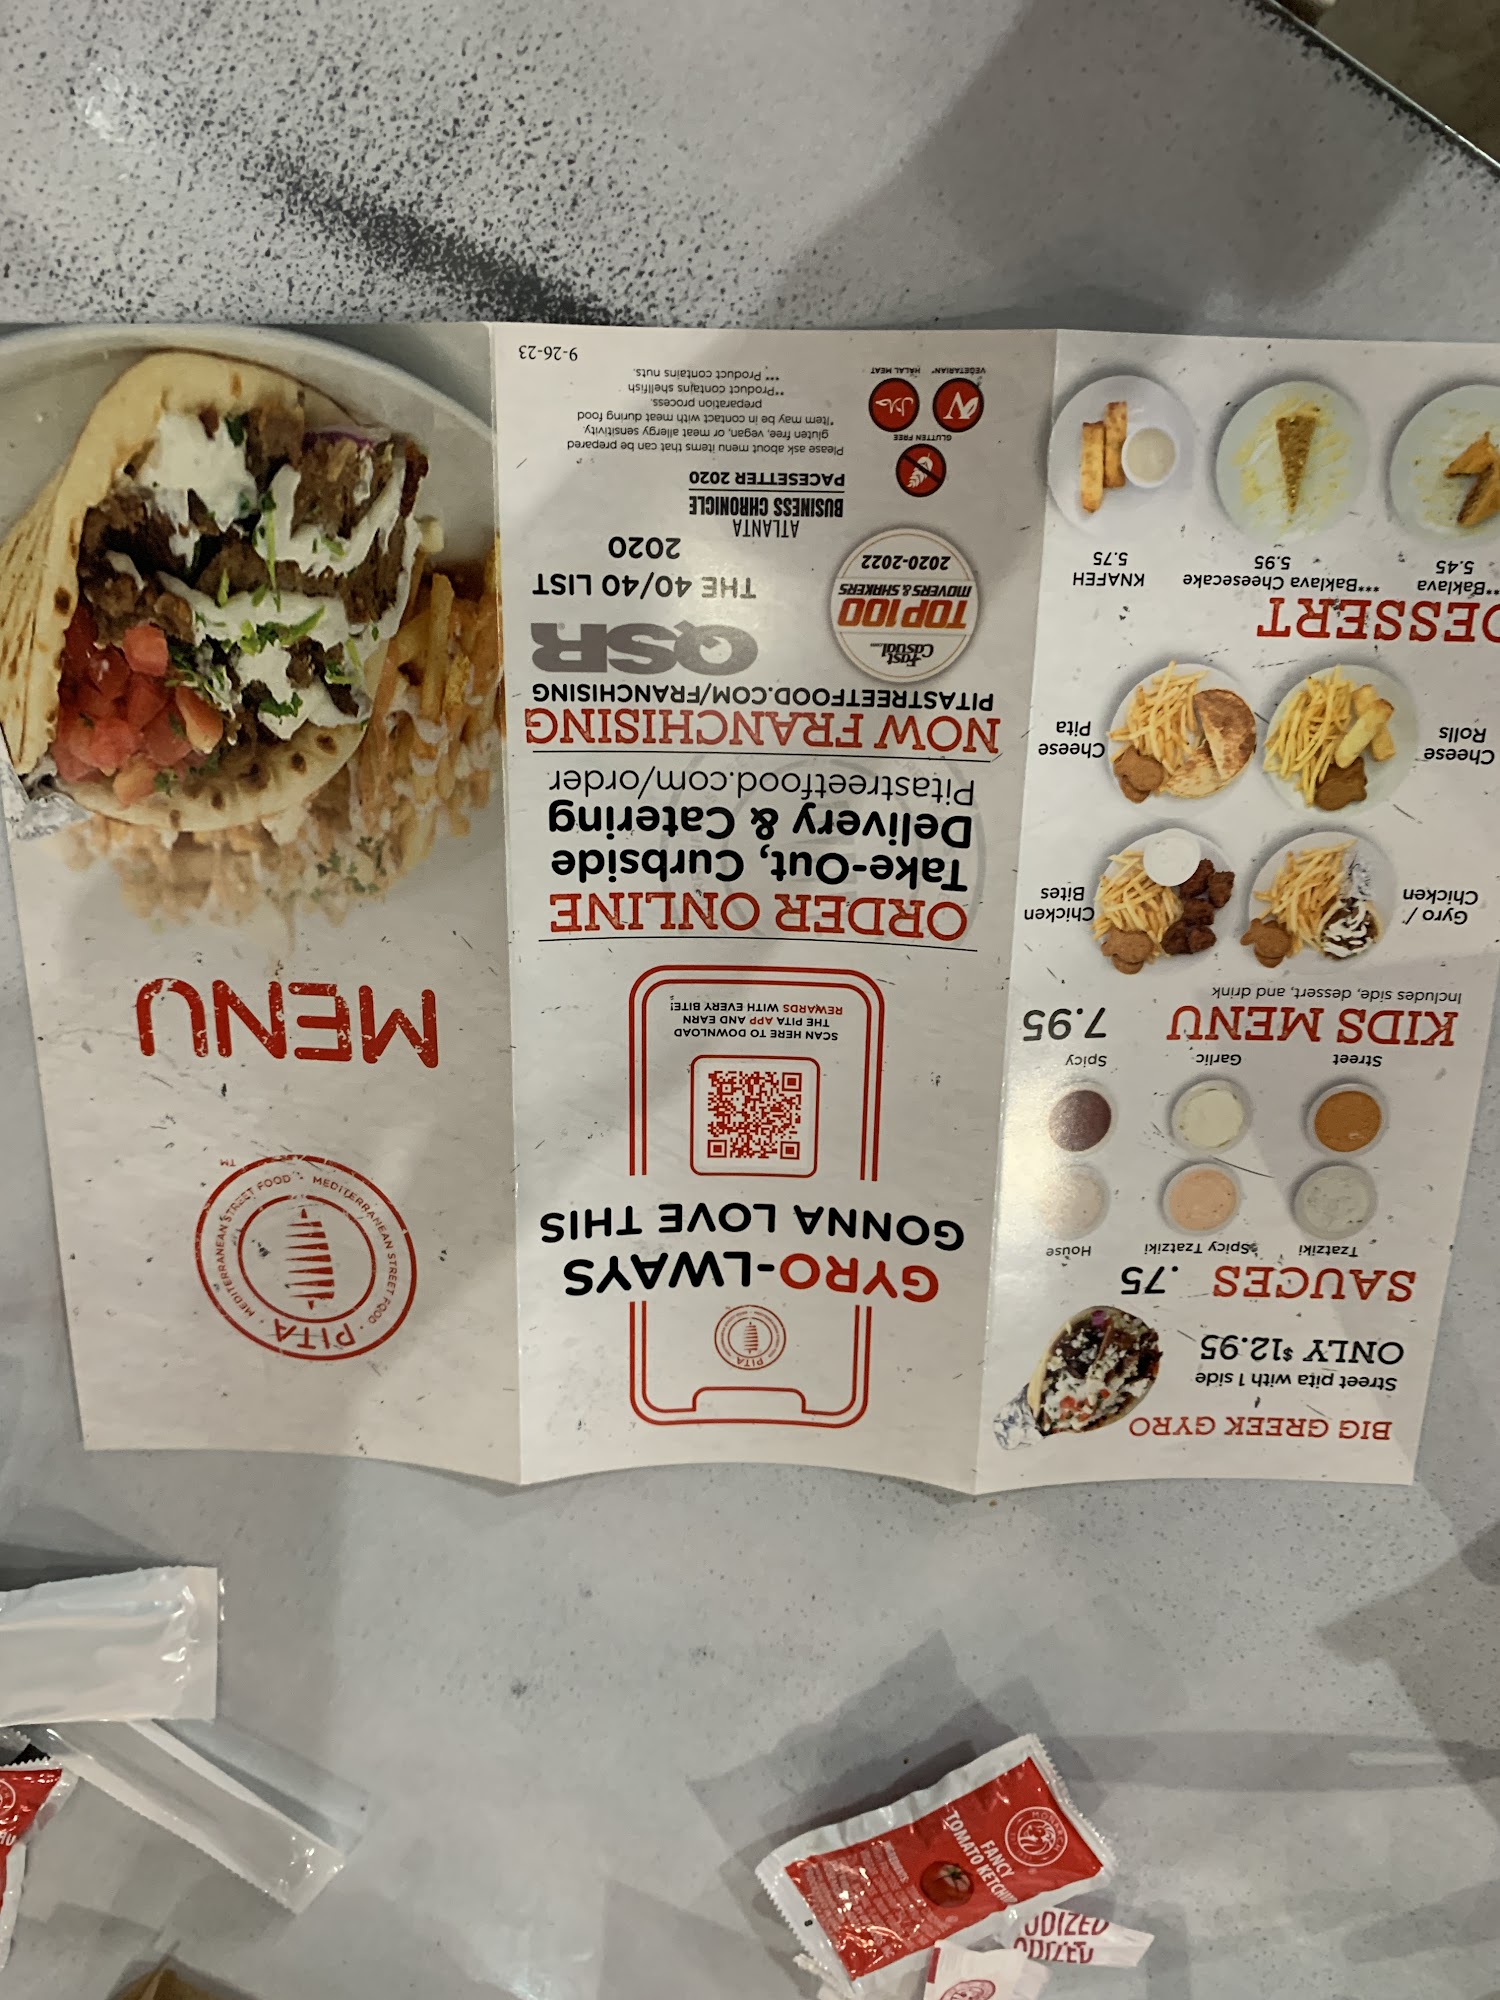 BIG GREEK GYRO
Street pita with 1 side
ONLY $12.95
SAUCES .75
Tzatziki
*Spicy Tzatziki
House
Street
Garlic
Spicy
KIDS MENU 7.95
Includes side, dessert, and drink
Gyro /
Chicken
Chicken
Bites
Cheese
Rolls
Cheese
Pita
DESSERT
**Baklava
5.45
***Baklava Cheesecake
5.95
KNAFEH
5.75
PITA
GYRO-LWAYS
GONNA LOVE THIS
SCAN HERE TO DOWNLOAD
THE PITA APP AND EARN
REWARDS WITH EVERY BITE!
ORDER ONLINE
Take-Out, Curbside
Delivery & Catering
Pitastreetfood.com/order
NOW FRANCHISING
PITASTREETFOOD.COM/FRANCHISING
Fast
Casual
TOP100
MOVERS & SHAKERS
2020-2022
QSR
THE 40/40 LIST
2020
ATLANTA
BUSINESS CHRONICLE
PACESETTER 2020
GLUTTEN FREE
VEGETARIAN*
HALAL MEAT
Please ask about menu items that can be prepared
gluten free, vegan, or meat allergy sensitivity.
*Item may be in contact with meat during food
preparation process.
**Product contains shellfish
*** Product contains nuts.
9-26-23
PITA · MEDITERRANEAN STREET FOOD · MEDITERRANEAN STREET FOOD ·
TM
MENU
FANCY
TOMATO KETCHUP